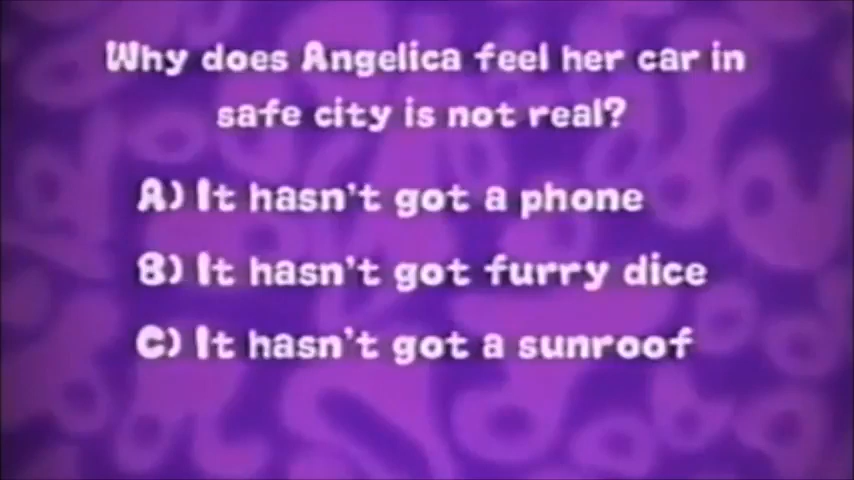 Why does Angelica feel her car in
safe city is not real?
A) It hasn't got a phone
B) It hasn't got furry dice
C) It hasn't got a sunroof